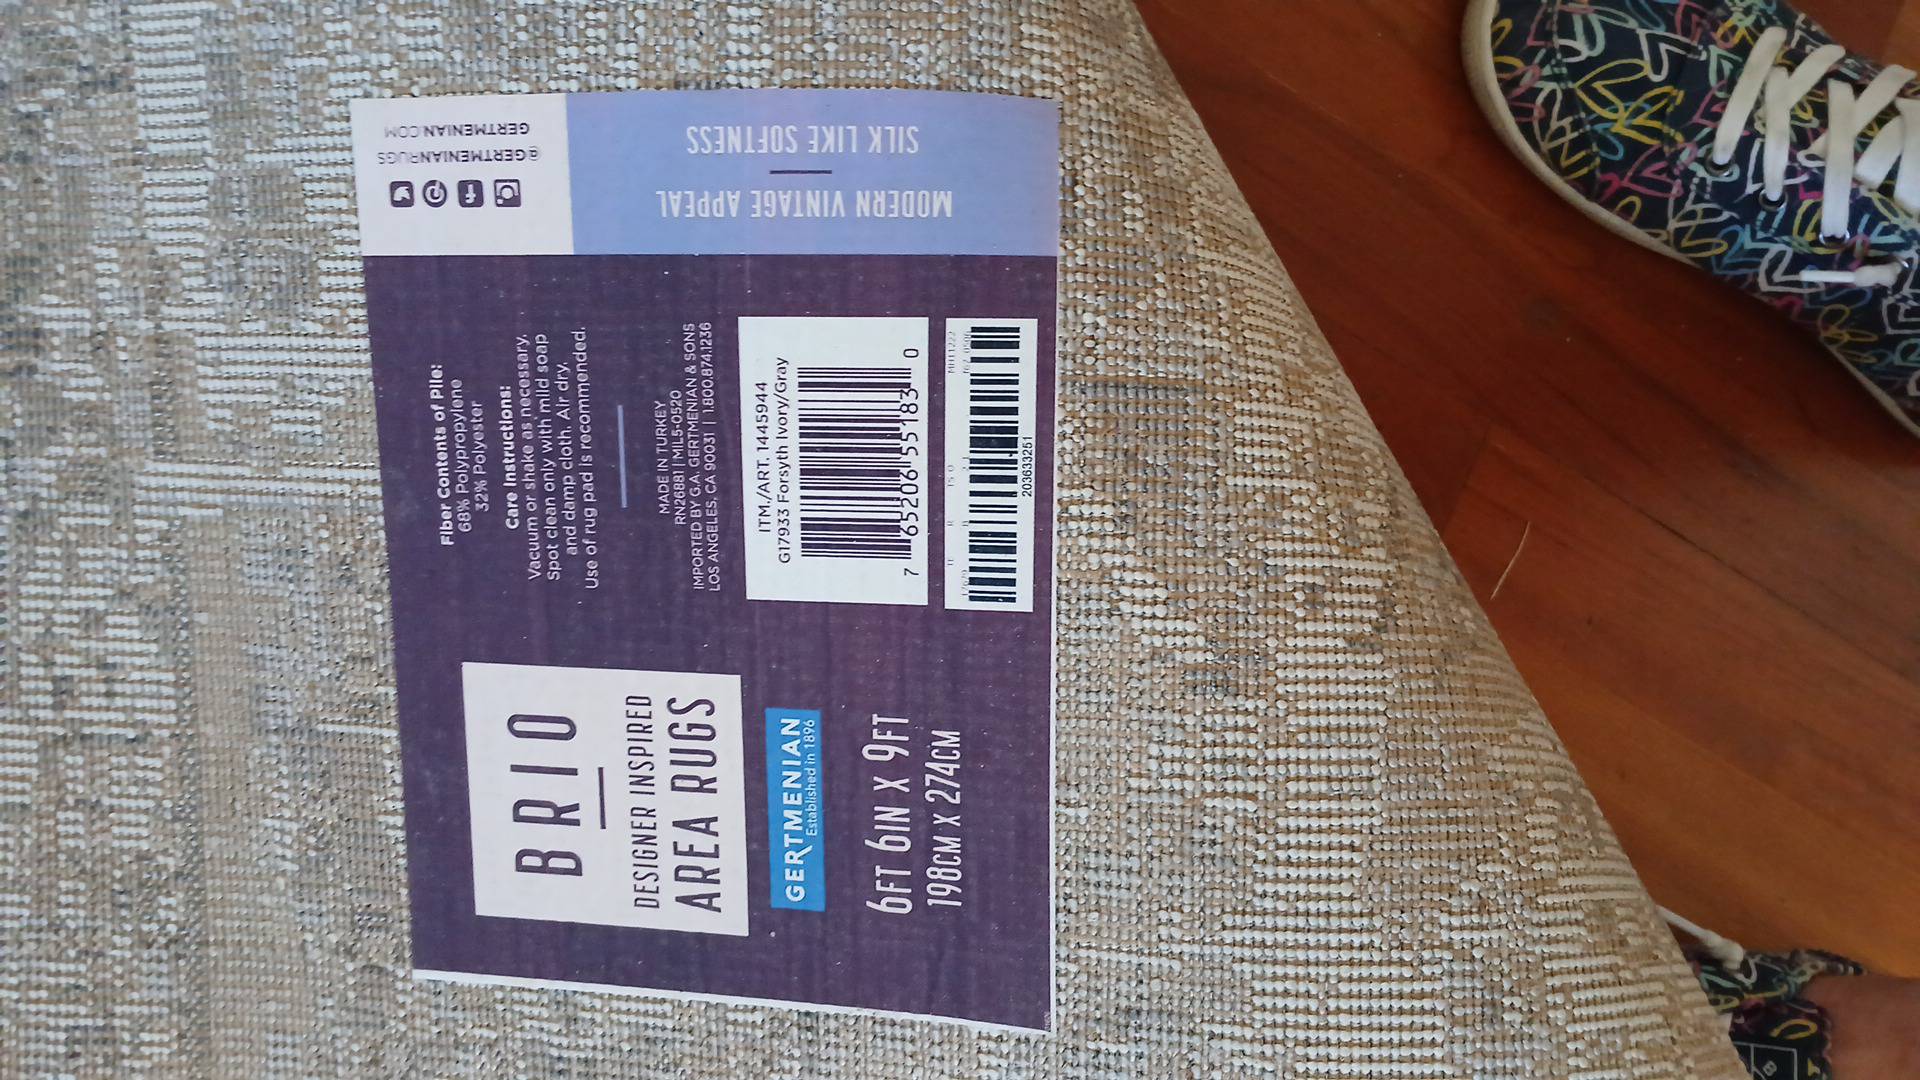 BRIO
DESIGNER INSPIRED
AREA RUGS
GERTMENIAN
Established in 1896
6FT 6IN X 9FT
198CM X 274CM
Fiber Contents of Pile:
68% Polypropylene
32% Polyester
Care Instructions:
Vacuum or shake as necessary.
Spot clean only with mild soap
and damp cloth. Air dry.
Use of rug pad is recommended.
MADE IN TURKEY
RN26881 | MIL5-0520
IMPORTED BY G.A. GERTMENIAN & SONS
LOS ANGELES, CA 90031 | 1.800.874.1236
ITM./ART. 1445944
G17933 Forsyth Ivory/Gray
7 65206 55183 0
203633251
MODERN VINTAGE APPEAL
SILK LIKE SOFTNESS
@GERTMENIANRUGS
GERTMENIAN.COM